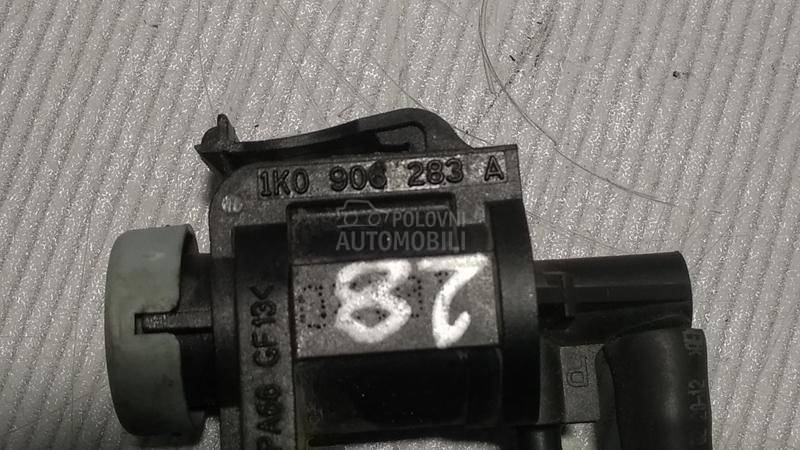 1K0 906 283 A
POLOVNI
AUTOMOBILI
28
PA66 GF13<